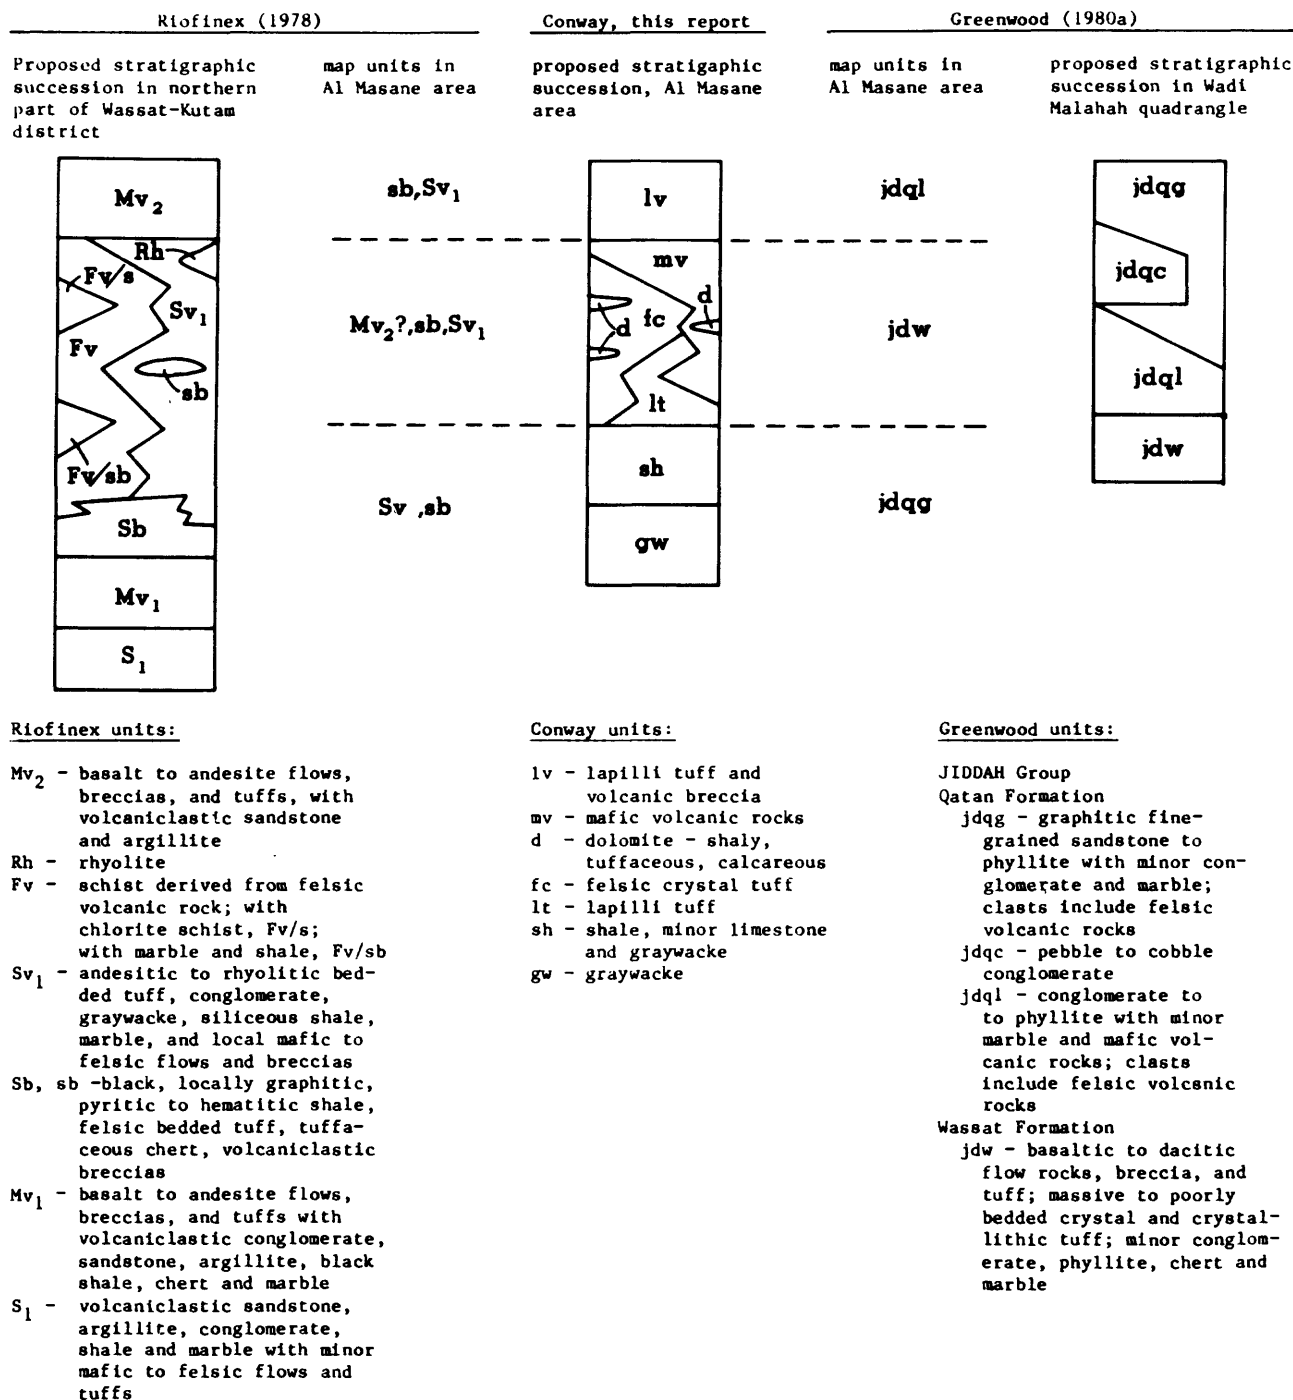 Riofinex (1978)
Conway, this report
Greenwood (1980a)
Proposed stratigraphic
succession in northern
part of Wassat-Kutam
district
map units in
Al Masane area
proposed stratigaphic
succession, Al Masane
area
map units in
Al Masane area
proposed stratigraphic
succession in Wadi
Malahah quadrangle
Mv2
Rh
Fv/s
Sv1
Fv
sb
Fv/sb
Sb
Mv1
S1
sb,Sv1
Mv2?,sb,Sv1
Sv ,sb
lv
mv
d
fc
d
lt
sh
gw
jdql
jdw
jdqg
jdqg
jdqc
jdql
jdw
Riofinex units:
Mv2 - basalt to andesite flows,
breccias, and tuffs, with
volcaniclastic sandstone
and argillite
Rh - rhyolite
Fv - schist derived from felsic
volcanic rock; with
chlorite schist, Fv/s;
with marble and shale, Fv/sb
Sv1 - andesitic to rhyolitic bed-
ded tuff, conglomerate,
graywacke, siliceous shale,
marble, and local mafic to
felsic flows and breccias
Sb, sb -black, locally graphitic,
pyritic to hematitic shale,
felsic bedded tuff, tuffa-
ceous chert, volcaniclastic
breccias
Mv1 - basalt to andesite flows,
breccias, and tuffs with
volcaniclastic conglomerate,
sandstone, argillite, black
shale, chert and marble
S1 - volcaniclastic sandstone,
argillite, conglomerate,
shale and marble with minor
mafic to felsic flows and
tuffs
Conway units:
lv - lapilli tuff and
volcanic breccia
mv - mafic volcanic rocks
d - dolomite - shaly,
tuffaceous, calcareous
fc - felsic crystal tuff
lt - lapilli tuff
sh - shale, minor limestone
and graywacke
gw - graywacke
Greenwood units:
JIDDAH Group
Qatan Formation
jdqg - graphitic fine-
grained sandstone to
phyllite with minor con-
glomerate and marble;
clasts include felsic
volcanic rocks
jdqc - pebble to cobble
conglomerate
jdql - conglomerate to
to phyllite with minor
marble and mafic vol-
canic rocks; clasts
include felsic volcanic
rocks
Wassat Formation
jdw - basaltic to dacitic
flow rocks, breccia, and
tuff; massive to poorly
bedded crystal and crystal-
lithic tuff; minor conglom-
erate, phyllite, chert and
marble